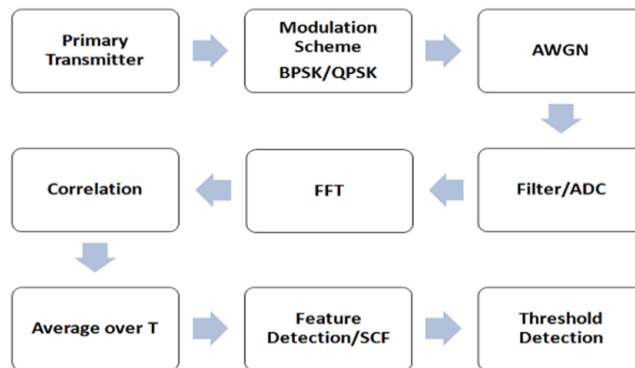 Primary
Transmitter
Modulation
Scheme
BPSK/QPSK
AWGN
Filter/ADC
FFT
Correlation
Average over T
Feature
Detection/SCF
Threshold
Detection